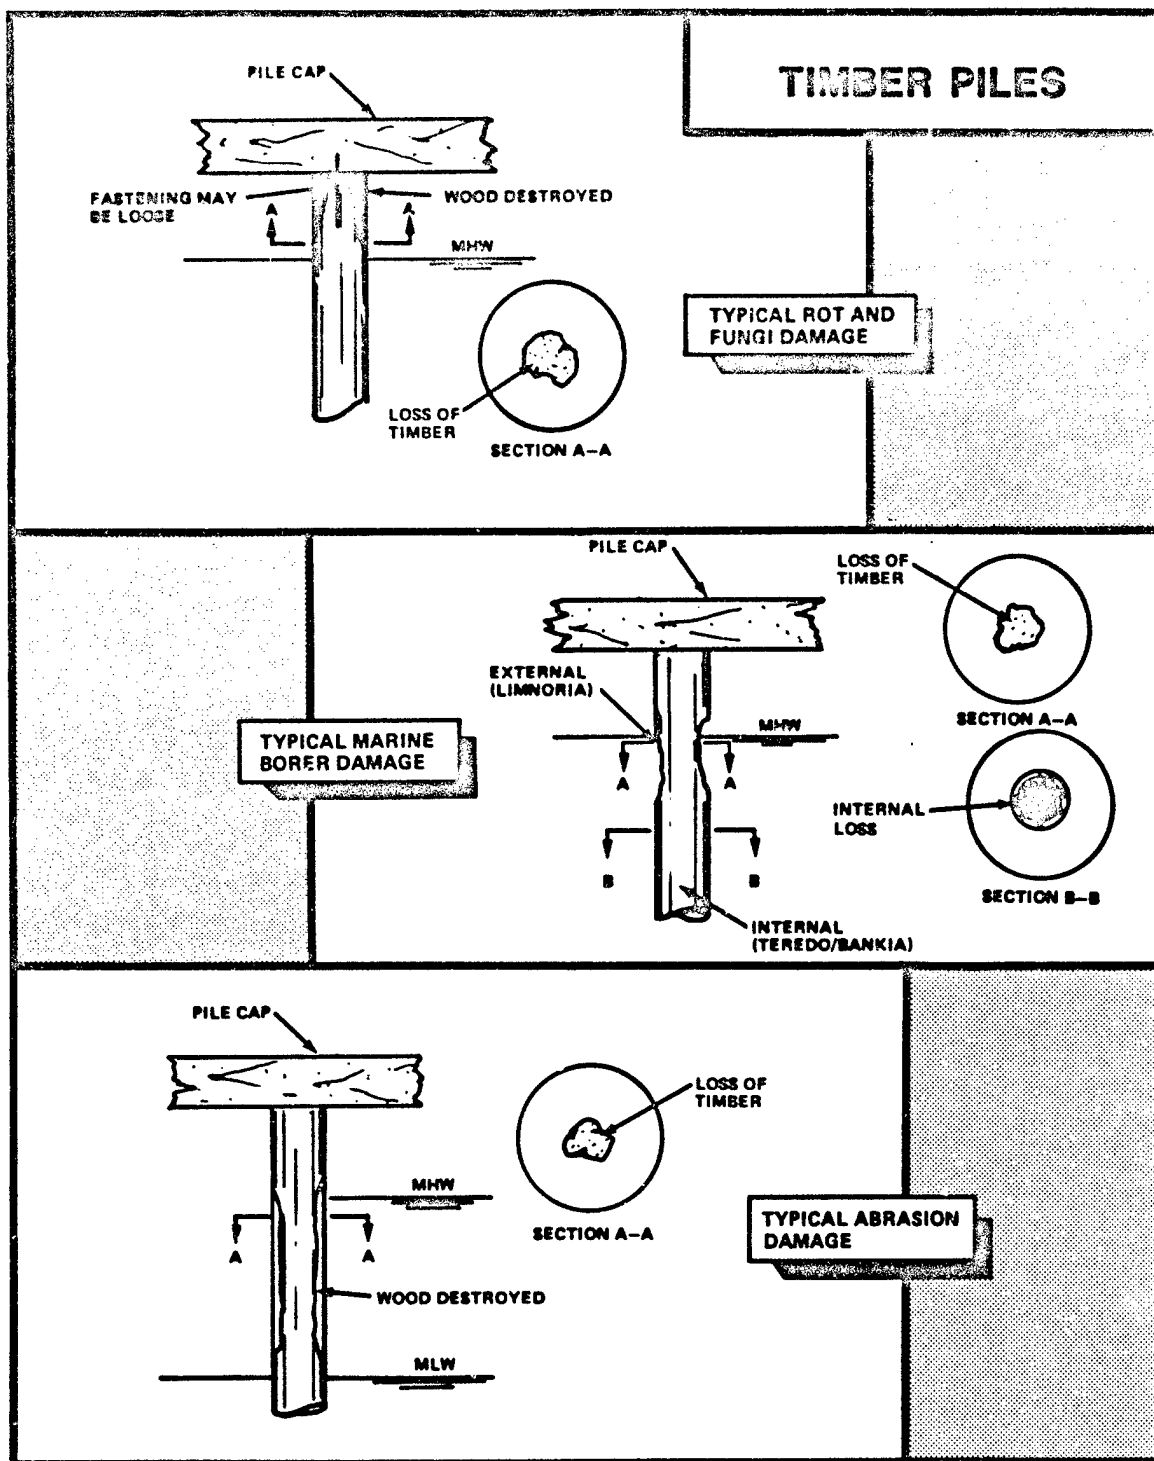 TIMBER PILES
PILE CAP
FASTENING MAY
BE LOOSE
WOOD DESTROYED
A
A
MHW
LOSS OF
TIMBER
SECTION A-A
TYPICAL ROT AND
FUNGI DAMAGE
PILE CAP
LOSS OF
TIMBER
EXTERNAL
(LIMNORIA)
SECTION A-A
MHW
TYPICAL MARINE
BORER DAMAGE
A
A
INTERNAL
LOSS
B
B
SECTION B-B
INTERNAL
(TEREDO/BANKIA)
PILE CAP
LOSS OF
TIMBER
MHW
SECTION A-A
TYPICAL ABRASION
DAMAGE
A
A
WOOD DESTROYED
MLW